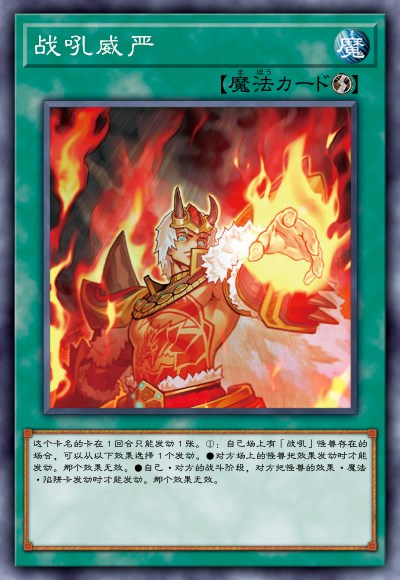 战吼威严
魔
【魔法カード】
ま ほう
这个卡名的卡在1回合只能发动1张。①：自己场上有「战吼」怪兽存在的
场合，可以从以下效果选择1个发动。●对方场上的怪兽把效果发动时才能
发动。那个效果无效。●自己·对方的战斗阶段，对方把怪兽的效果·魔法
·陷阱卡发动时才能发动。那个效果无效。